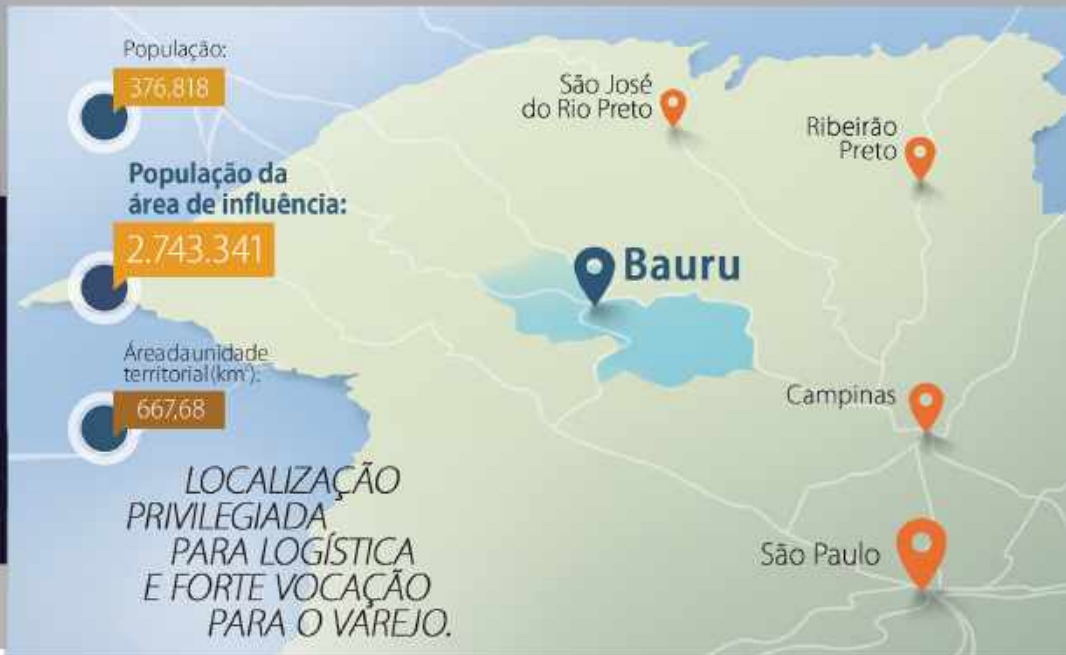 População:
376.818
População da
área de influência:
2.743.341
Área da unidade
territorial (km²):
667,68
LOCALIZAÇÃO
PRIVILEGIADA
PARA LOGÍSTICA
E FORTE VOCAÇÃO
PARA O VAREJO.
São José
do Rio Preto
Ribeirão
Preto
Bauru
Campinas
São Paulo